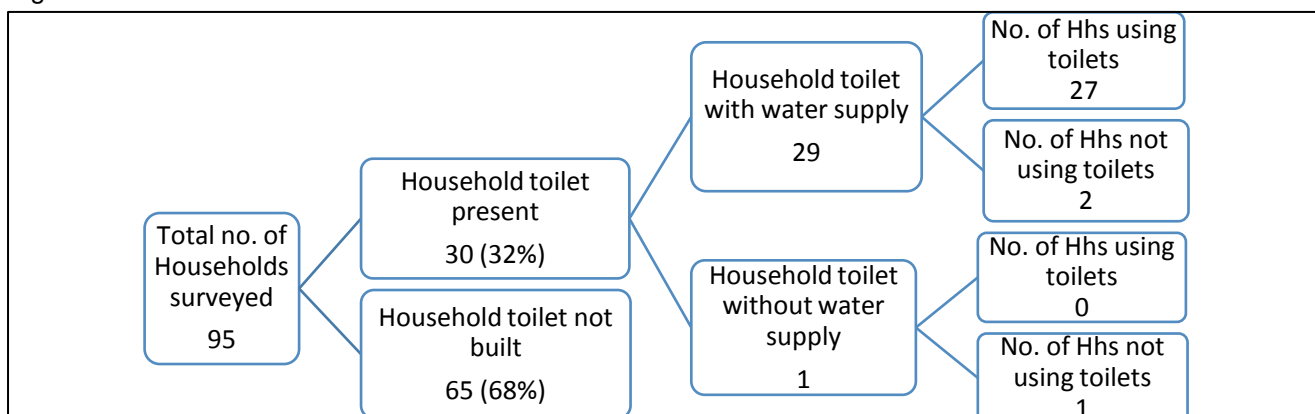 Total no. of
Households
surveyed
95
Household toilet
present
30 (32%)
Household toilet not
built
65 (68%)
Household toilet
with water supply
29
Household toilet
without water
supply
1
No. of Hhs using
toilets
27
No. of Hhs not
using toilets
2
No. of Hhs using
toilets
0
No. of Hhs not
using toilets
1